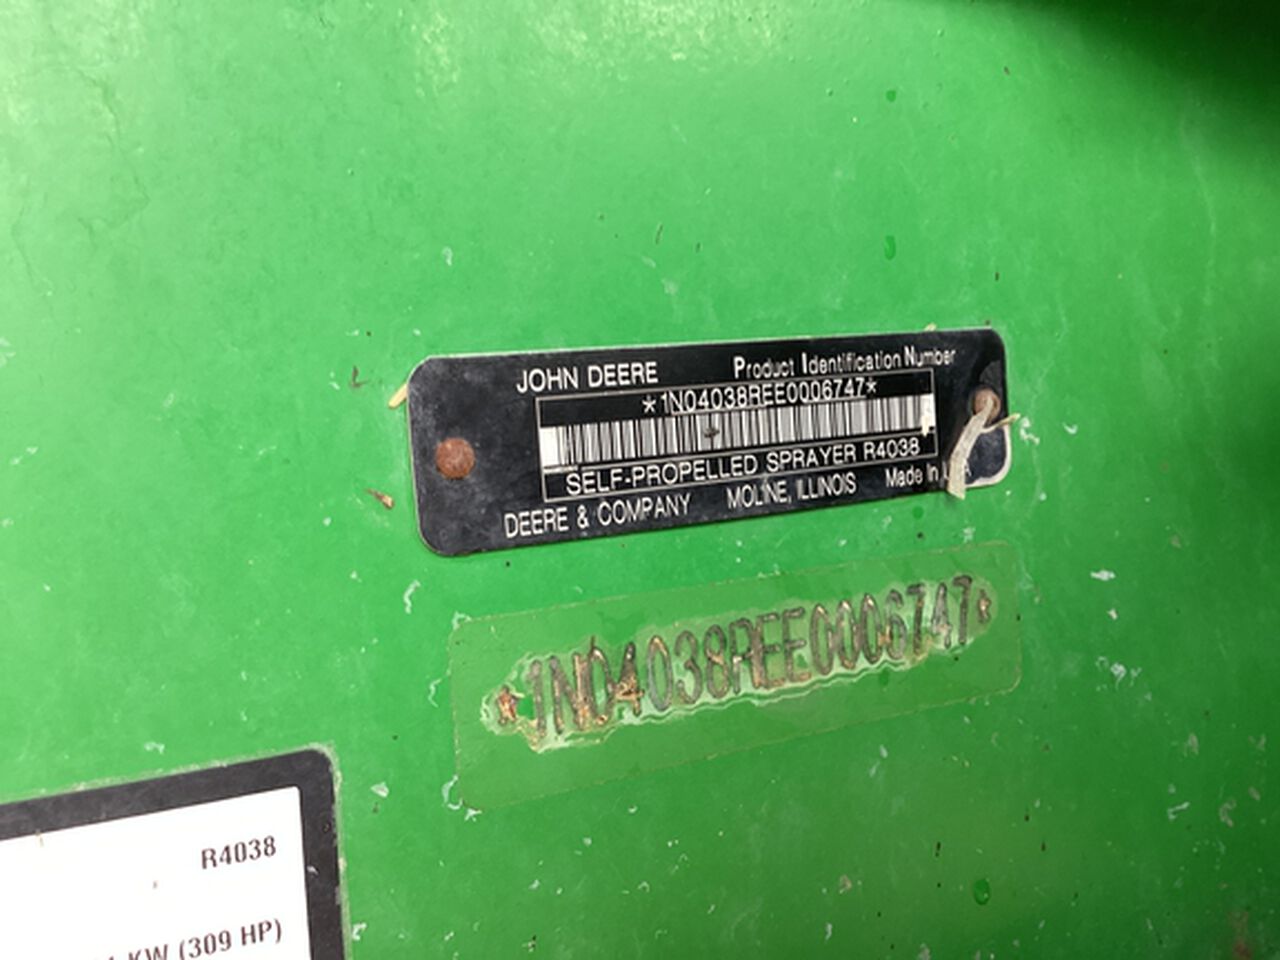 JOHN DEERE Product Identification Number
*1N04038REE0006747*
SELF-PROPELLED SPRAYER R4038
DEERE & COMPANY MOLINE, ILLINOIS Made In
*1N04038REE0006747*
R4038
KW (309 HP)